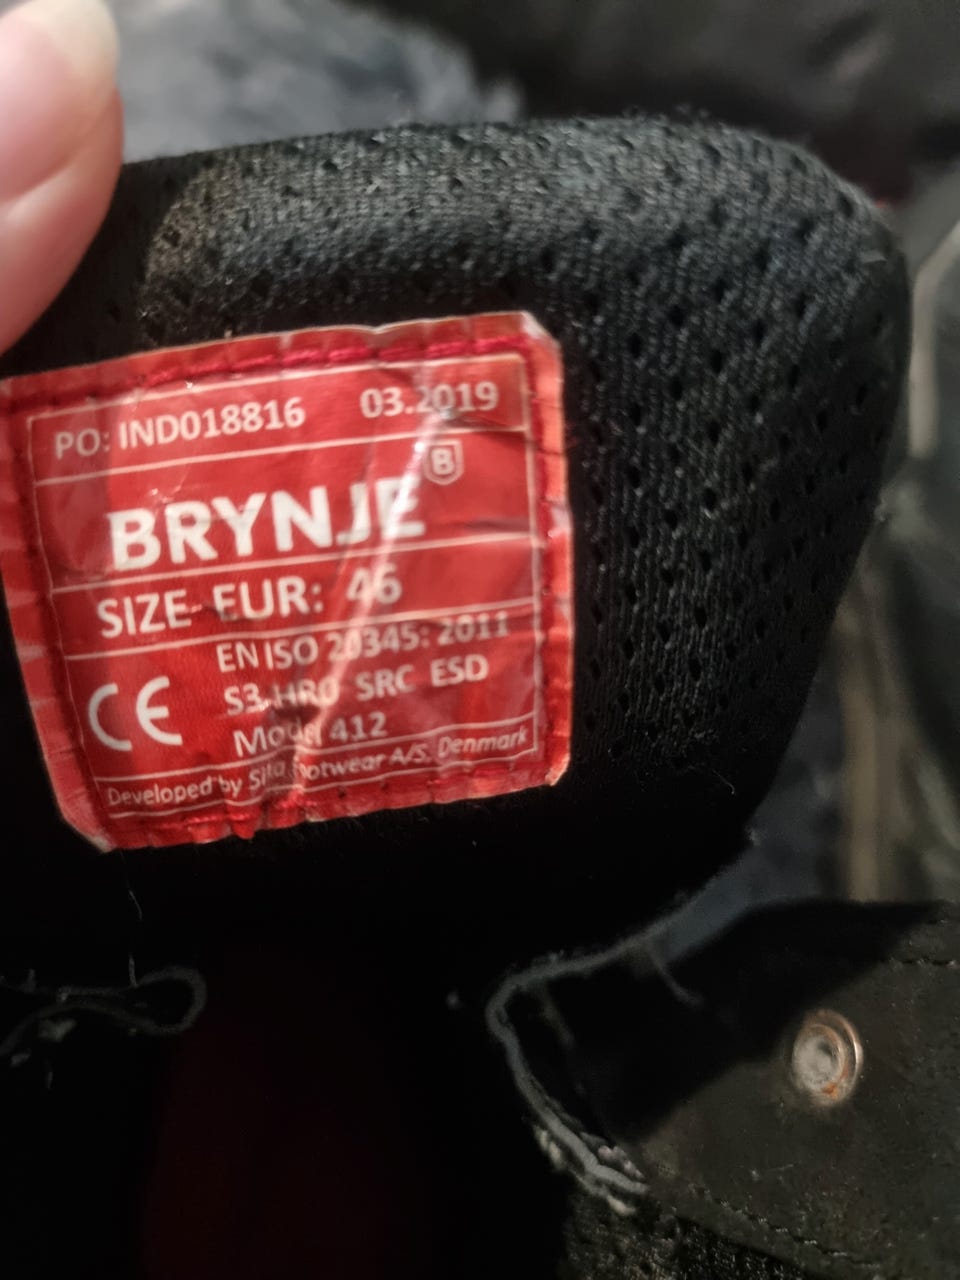 PO: IND018816 03.2019
B
BRYNJE
SIZE- EUR: 46
EN ISO 20345: 2011
CE
S3 HRO SRC ESD
Model 412
Developed by A/S. Denmark